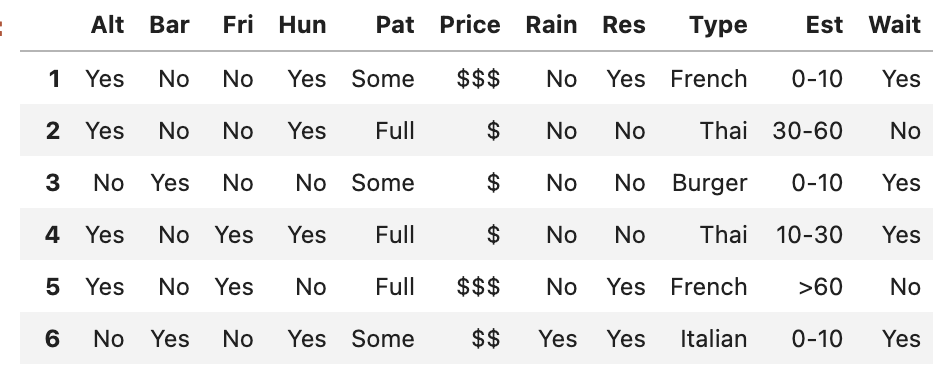 Alt Bar Fri Hun Pat Price Rain Res Type Est Wait
1 Yes No No Yes Some $$$ No Yes French 0-10 Yes
2 Yes No No Yes Full $ No No Thai 30-60 No
3 No Yes No No Some $ No No Burger 0-10 Yes
4 Yes No Yes Yes Full $ No No Thai 10-30 Yes
5 Yes No Yes No Full $$$ No Yes French >60 No
6 No Yes No Yes Some $$ Yes Yes Italian 0-10 Yes